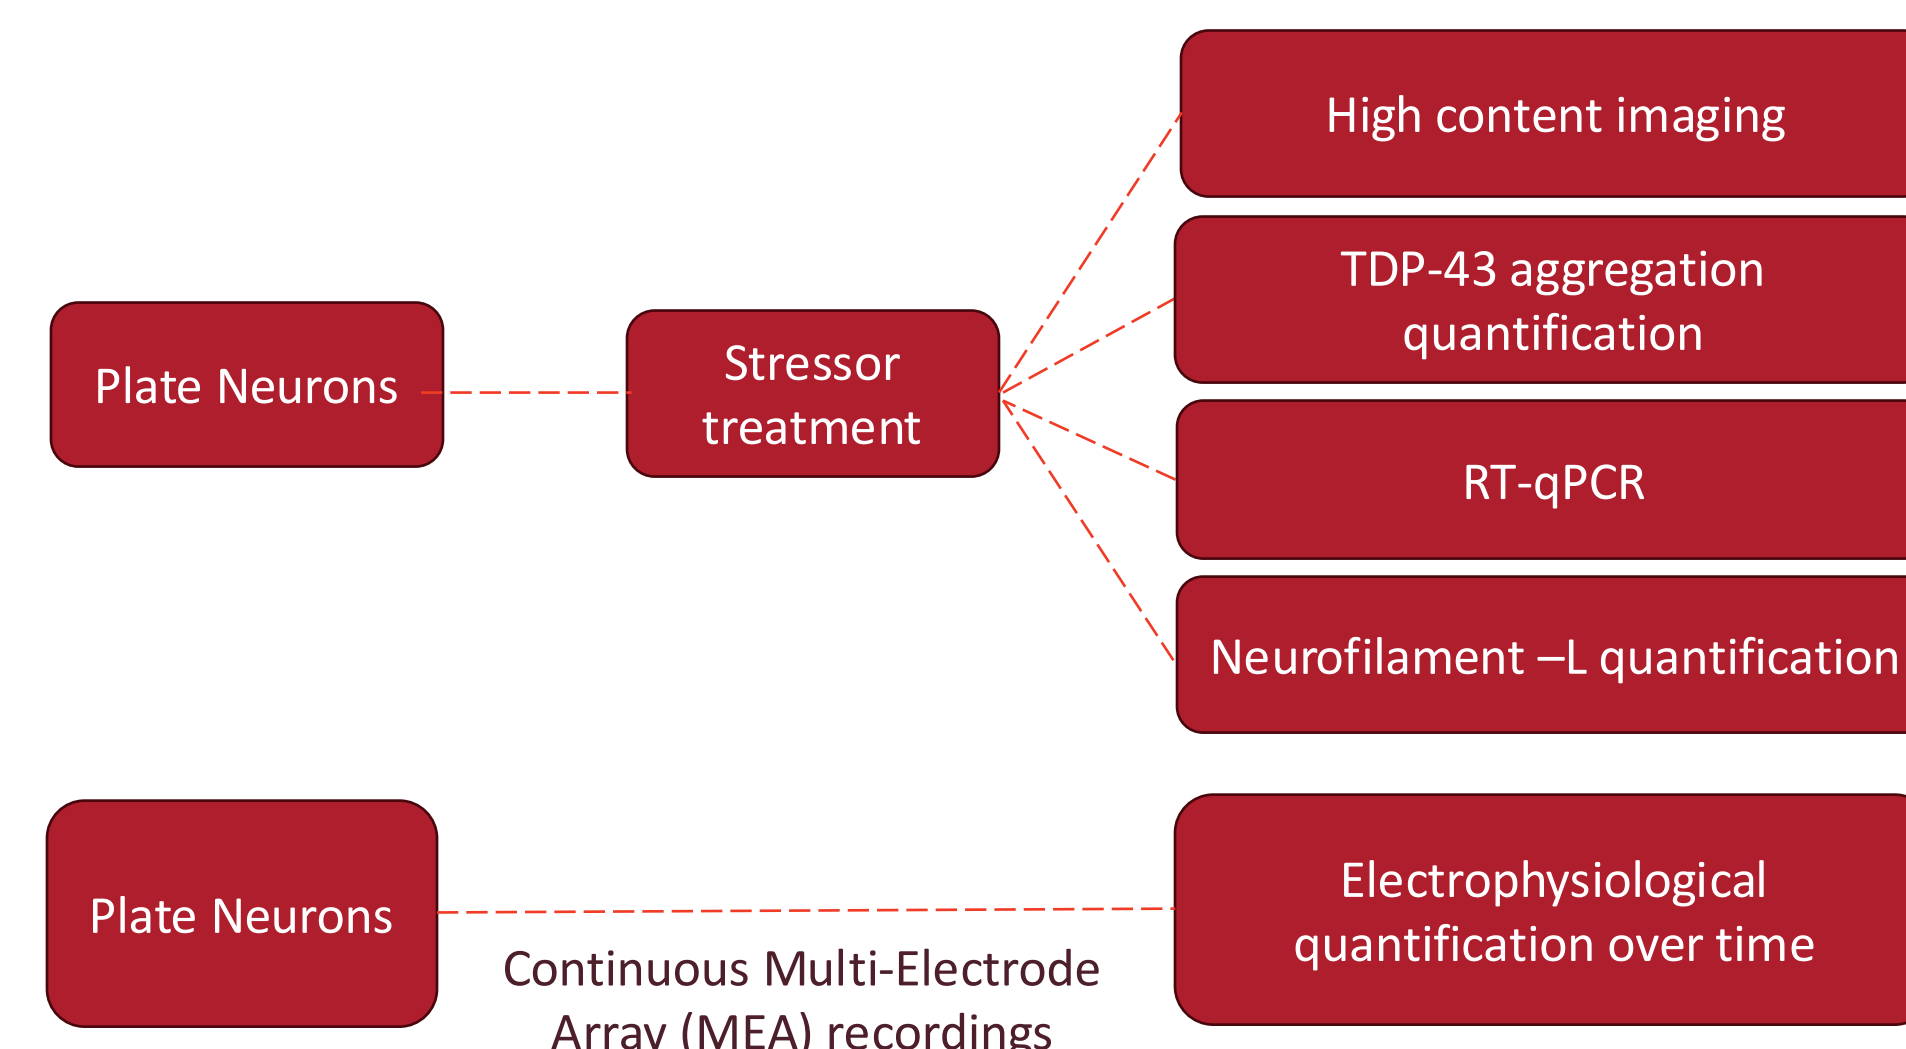 High content imaging
TDP-43 aggregation
quantification
Plate Neurons
Stressor
treatment
RT-qPCR
Neurofilament –L quantification
Plate Neurons
Electrophysiological
quantification over time
Continuous Multi-Electrode
Array (MEA) recordings